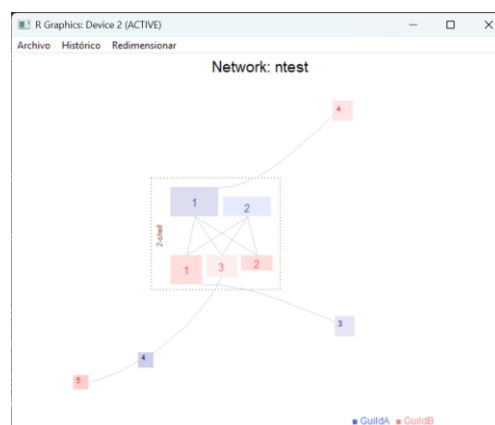 R Graphics: Device 2 (ACTIVE)
Archivo Histórico Redimensionar
Network: ntest
4
1 2
2-shell
1 3 2
3
4
5
GuildA GuildB